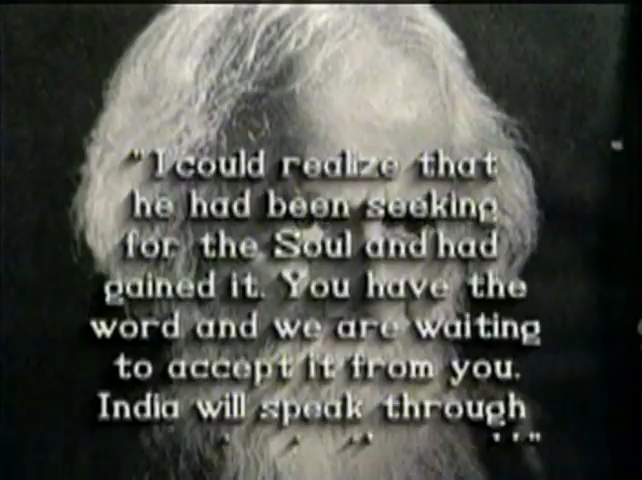 "I could realize that
he had been seeking
for the Soul and had
gained it. You have the
word and we are waiting
to accept it from you.
India will speak through